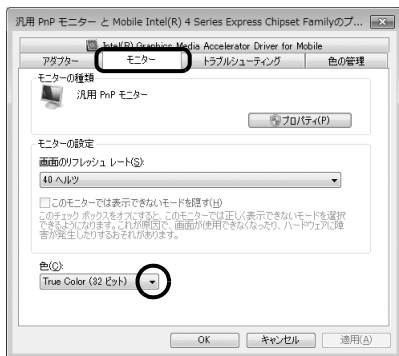 汎用 PnP モニター と Mobile Intel(R) 4 Series Express Chipset Familyのプ...
Intel(R) Graphics Media Accelerator Driver for Mobile
アダプター モニター トラブルシューティング 色の管理
モニターの種類
汎用 PnP モニター
プロパティ(P)
モニターの設定
画面のリフレッシュ レート(S):
40 ヘルツ
このモニターでは表示できないモードを隠す(H)
このチェック ボックスをオフにすると、このモニターでは正しく表示できないモードを選択
できるようになります。これが原因で、画面が使用できなくなったり、ハードウェアに障
害が発生したりするおそれがあります。
色(C):
True Color (32 ビット)
OK キャンセル 適用(A)